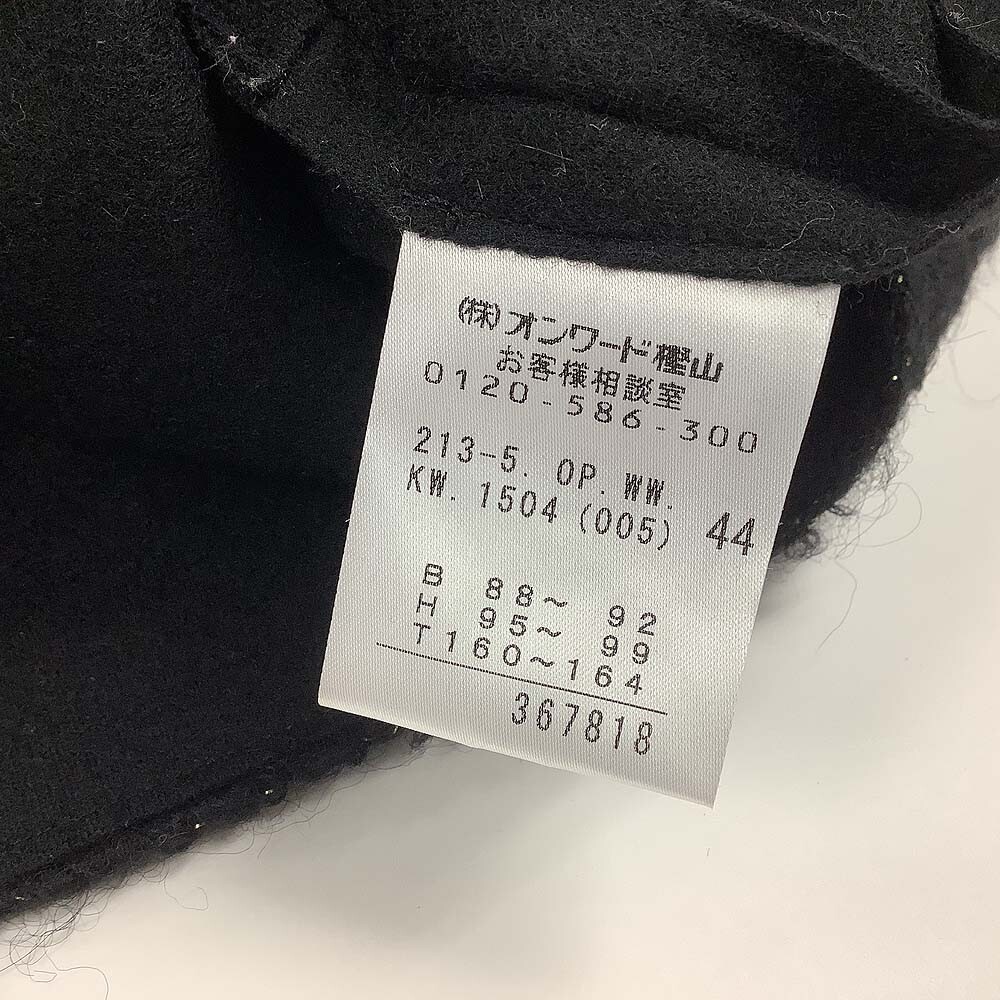 (株)オンワード樫山
お客様相談室
0120-586-300
213-5. OP. WW.
KW. 1504 (005) 44
B 88～ 92
H 95～ 99
T160～164
367818